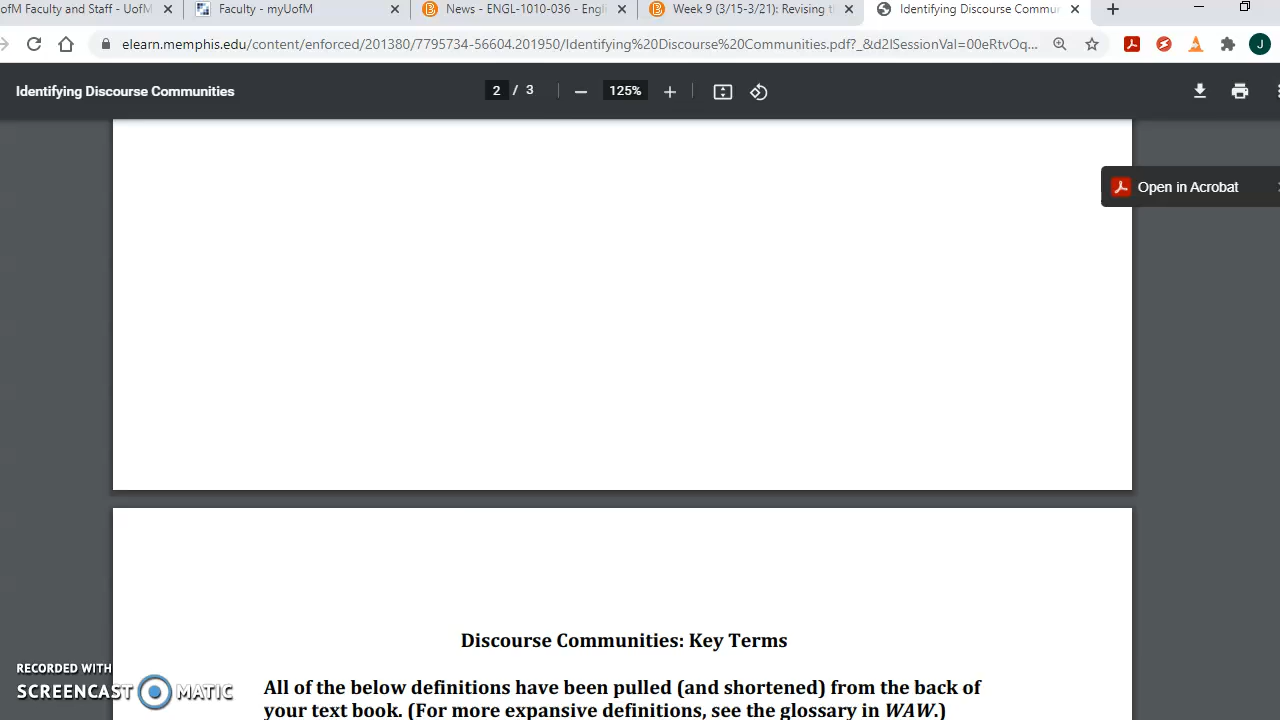 ofM Faculty and Staff - UofM
Faculty - myUofM
News - ENGL-1010-036 - Engli
Week 9 (3/15-3/21): Revising th
Identifying Discourse Commun
elearn.memphis.edu/content/enforced/201380/7795734-56604.201950/Identifying%20Discourse%20Communities.pdf?_&d2lSessionVal=00eRtvOq...
J
Identifying Discourse Communities
2 / 3
125%
Open in Acrobat
Discourse Communities: Key Terms
All of the below definitions have been pulled (and shortened) from the back of
your text book. (For more expansive definitions, see the glossary in WAW.)
RECORDED WITH
SCREENCAST MATIC